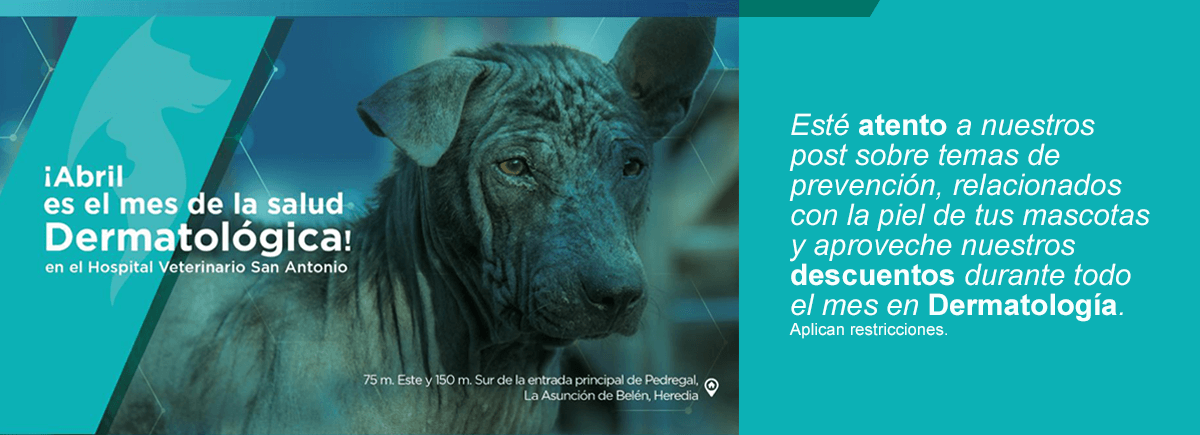 ¡Abril
es el mes de la salud
Dermatológica!
en el Hospital Veterinario San Antonio
75 m. Este y 150 m. Sur de la entrada principal de Pedregal,
La Asunción de Belén, Heredia
Esté atento a nuestros
post sobre temas de
prevención, relacionados
con la piel de tus mascotas
y aproveche nuestros
descuentos durante todo
el mes en Dermatología.
Aplican restricciones.